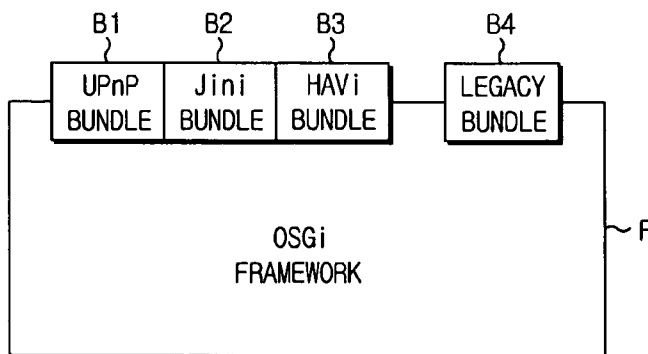 B1 B2 B3 B4
UPnP Jini HAVi LEGACY
BUNDLE BUNDLE BUNDLE BUNDLE
OSGi
FRAMEWORK